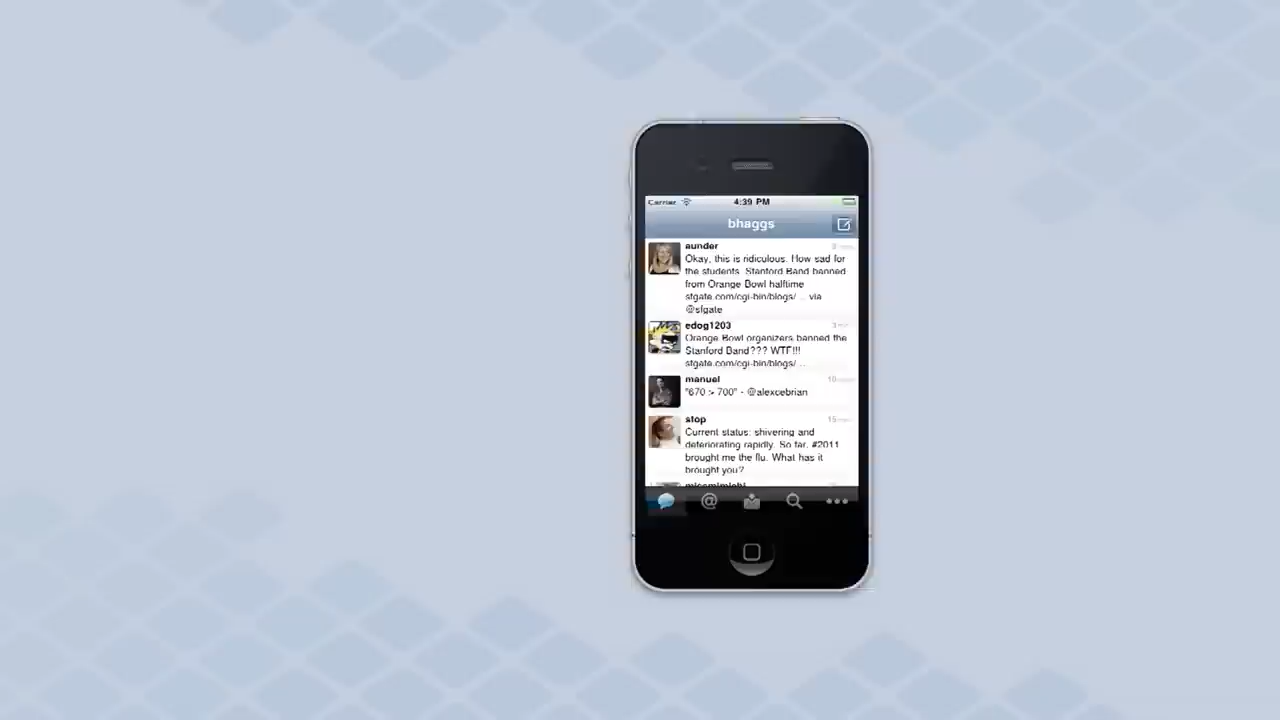 Carrier 4:39 PM
bhaggs
aunder
Okay, this is ridiculous. How sad for
the students. Stanford Band banned
from Orange Bowl halftime
sfgate.com/cgi-bin/blogs/... via
@sfgate
edog1203
Orange Bowl organizers banned the
Stanford Band??? WTF!!!
sfgate.com/cgi-bin/blogs/...
manuel
"670 > 700" - @alexcebrian
stop
Current status: shivering and
deteriorating rapidly. So far, #2011
brought me the flu. What has it
brought you?